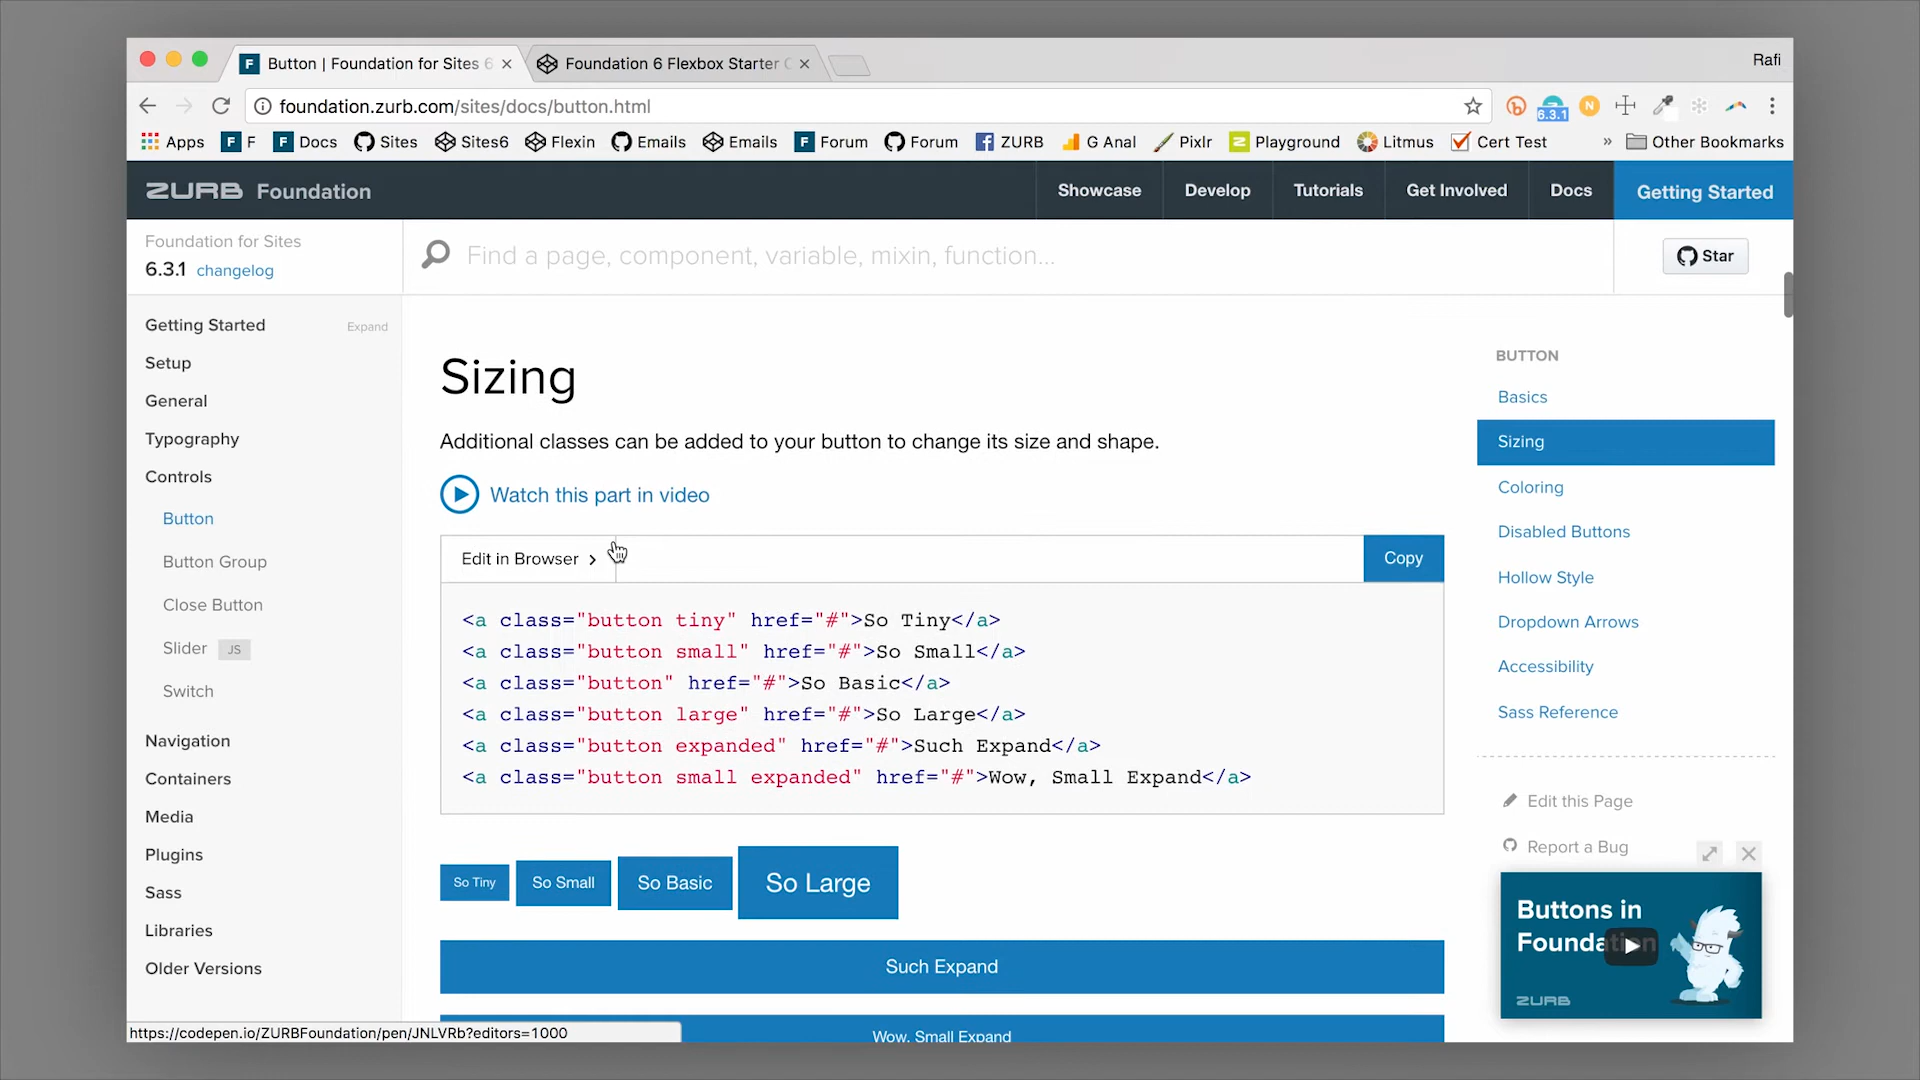 Button | Foundation for Sites 6
Foundation 6 Flexbox Starter
Rafi
foundation.zurb.com/sites/docs/button.html
6.3.1
N
Apps F F F Docs Sites Sites6 Flexin Emails Emails F Forum Forum ZURB G Anal Pixlr Playground Litmus Cert Test » Other Bookmarks
ZURB Foundation
Showcase Develop Tutorials Get Involved Docs Getting Started
Foundation for Sites
6.3.1 changelog
Find a page, component, variable, mixin, function...
Star
Getting Started Expand
Setup
General
Typography
Controls
Button
Button Group
Close Button
Slider JS
Switch
Navigation
Containers
Media
Plugins
Sass
Libraries
Older Versions
Sizing
Additional classes can be added to your button to change its size and shape.
Watch this part in video
Edit in Browser ›
Copy
<a class="button tiny" href="#">So Tiny</a>
<a class="button small" href="#">So Small</a>
<a class="button" href="#">So Basic</a>
<a class="button large" href="#">So Large</a>
<a class="button expanded" href="#">Such Expand</a>
<a class="button small expanded" href="#">Wow, Small Expand</a>
So Tiny So Small So Basic So Large
Such Expand
Wow, Small Expand
BUTTON
Basics
Sizing
Coloring
Disabled Buttons
Hollow Style
Dropdown Arrows
Accessibility
Sass Reference
Edit this Page
Report a Bug
Buttons in
Foundation
ZURB
https://codepen.io/ZURBFoundation/pen/JNLVRb?editors=1000